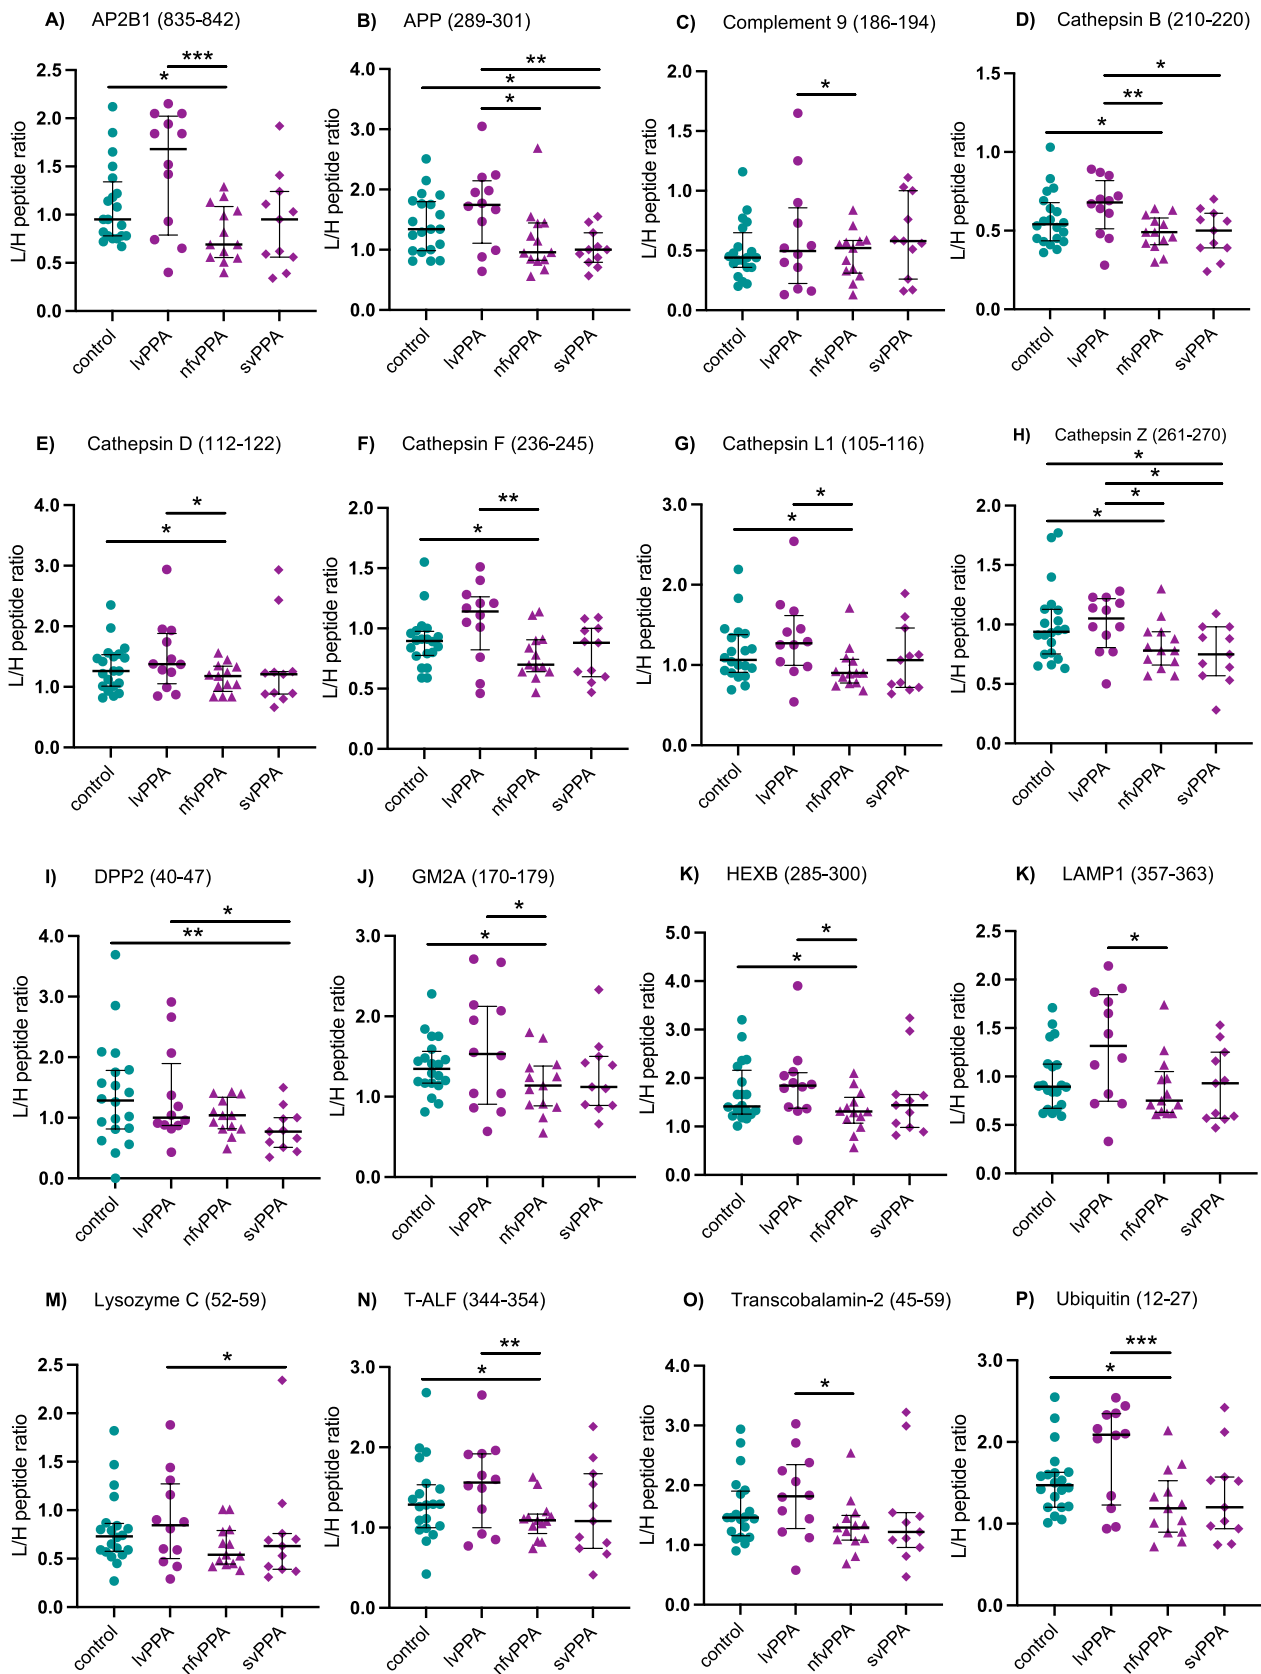 A) AP2B1 (835-842)
***
*
L/H peptide ratio
2.5
2.0
1.5
1.0
0.5
0.0
control
lvPPA
nfvPPA
svPPA
B) APP (289-301)
**
*
*
L/H peptide ratio
4.0
3.0
2.0
1.0
0.0
control
lvPPA
nfvPPA
svPPA
C) Complement 9 (186-194)
*
L/H peptide ratio
2.0
1.5
1.0
0.5
0.0
control
lvPPA
nfvPPA
svPPA
D) Cathepsin B (210-220)
*
**
*
L/H peptide ratio
1.5
1.0
0.5
0.0
control
lvPPA
nfvPPA
svPPA
E) Cathepsin D (112-122)
*
*
L/H peptide ratio
4.0
3.0
2.0
1.0
0.0
control
lvPPA
nfvPPA
svPPA
F) Cathepsin F (236-245)
**
*
L/H peptide ratio
2.0
1.5
1.0
0.5
0.0
control
lvPPA
nfvPPA
svPPA
G) Cathepsin L1 (105-116)
*
*
L/H peptide ratio
3.0
2.0
1.0
0.0
control
lvPPA
nfvPPA
svPPA
H) Cathepsin Z (261-270)
*
*
*
*
L/H peptide ratio
2.0
1.5
1.0
0.5
0.0
control
lvPPA
nfvPPA
svPPA
I) DPP2 (40-47)
*
**
L/H peptide ratio
4.0
3.0
2.0
1.0
0.0
control
lvPPA
nfvPPA
svPPA
J) GM2A (170-179)
*
*
L/H peptide ratio
3.0
2.0
1.0
0.0
control
lvPPA
nfvPPA
svPPA
K) HEXB (285-300)
*
*
L/H peptide ratio
5.0
4.0
3.0
2.0
1.0
0.0
control
lvPPA
nfvPPA
svPPA
K) LAMP1 (357-363)
*
L/H peptide ratio
2.5
2.0
1.5
1.0
0.5
0.0
control
lvPPA
nfvPPA
svPPA
M) Lysozyme C (52-59)
*
L/H peptide ratio
2.5
2.0
1.5
1.0
0.5
0.0
control
lvPPA
nfvPPA
svPPA
N) T-ALF (344-354)
**
*
L/H peptide ratio
3.0
2.0
1.0
0.0
control
lvPPA
nfvPPA
svPPA
O) Transcobalamin-2 (45-59)
*
L/H peptide ratio
4.0
3.0
2.0
1.0
0.0
control
lvPPA
nfvPPA
svPPA
P) Ubiquitin (12-27)
***
*
L/H peptide ratio
3.0
2.0
1.0
0.0
control
lvPPA
nfvPPA
svPPA